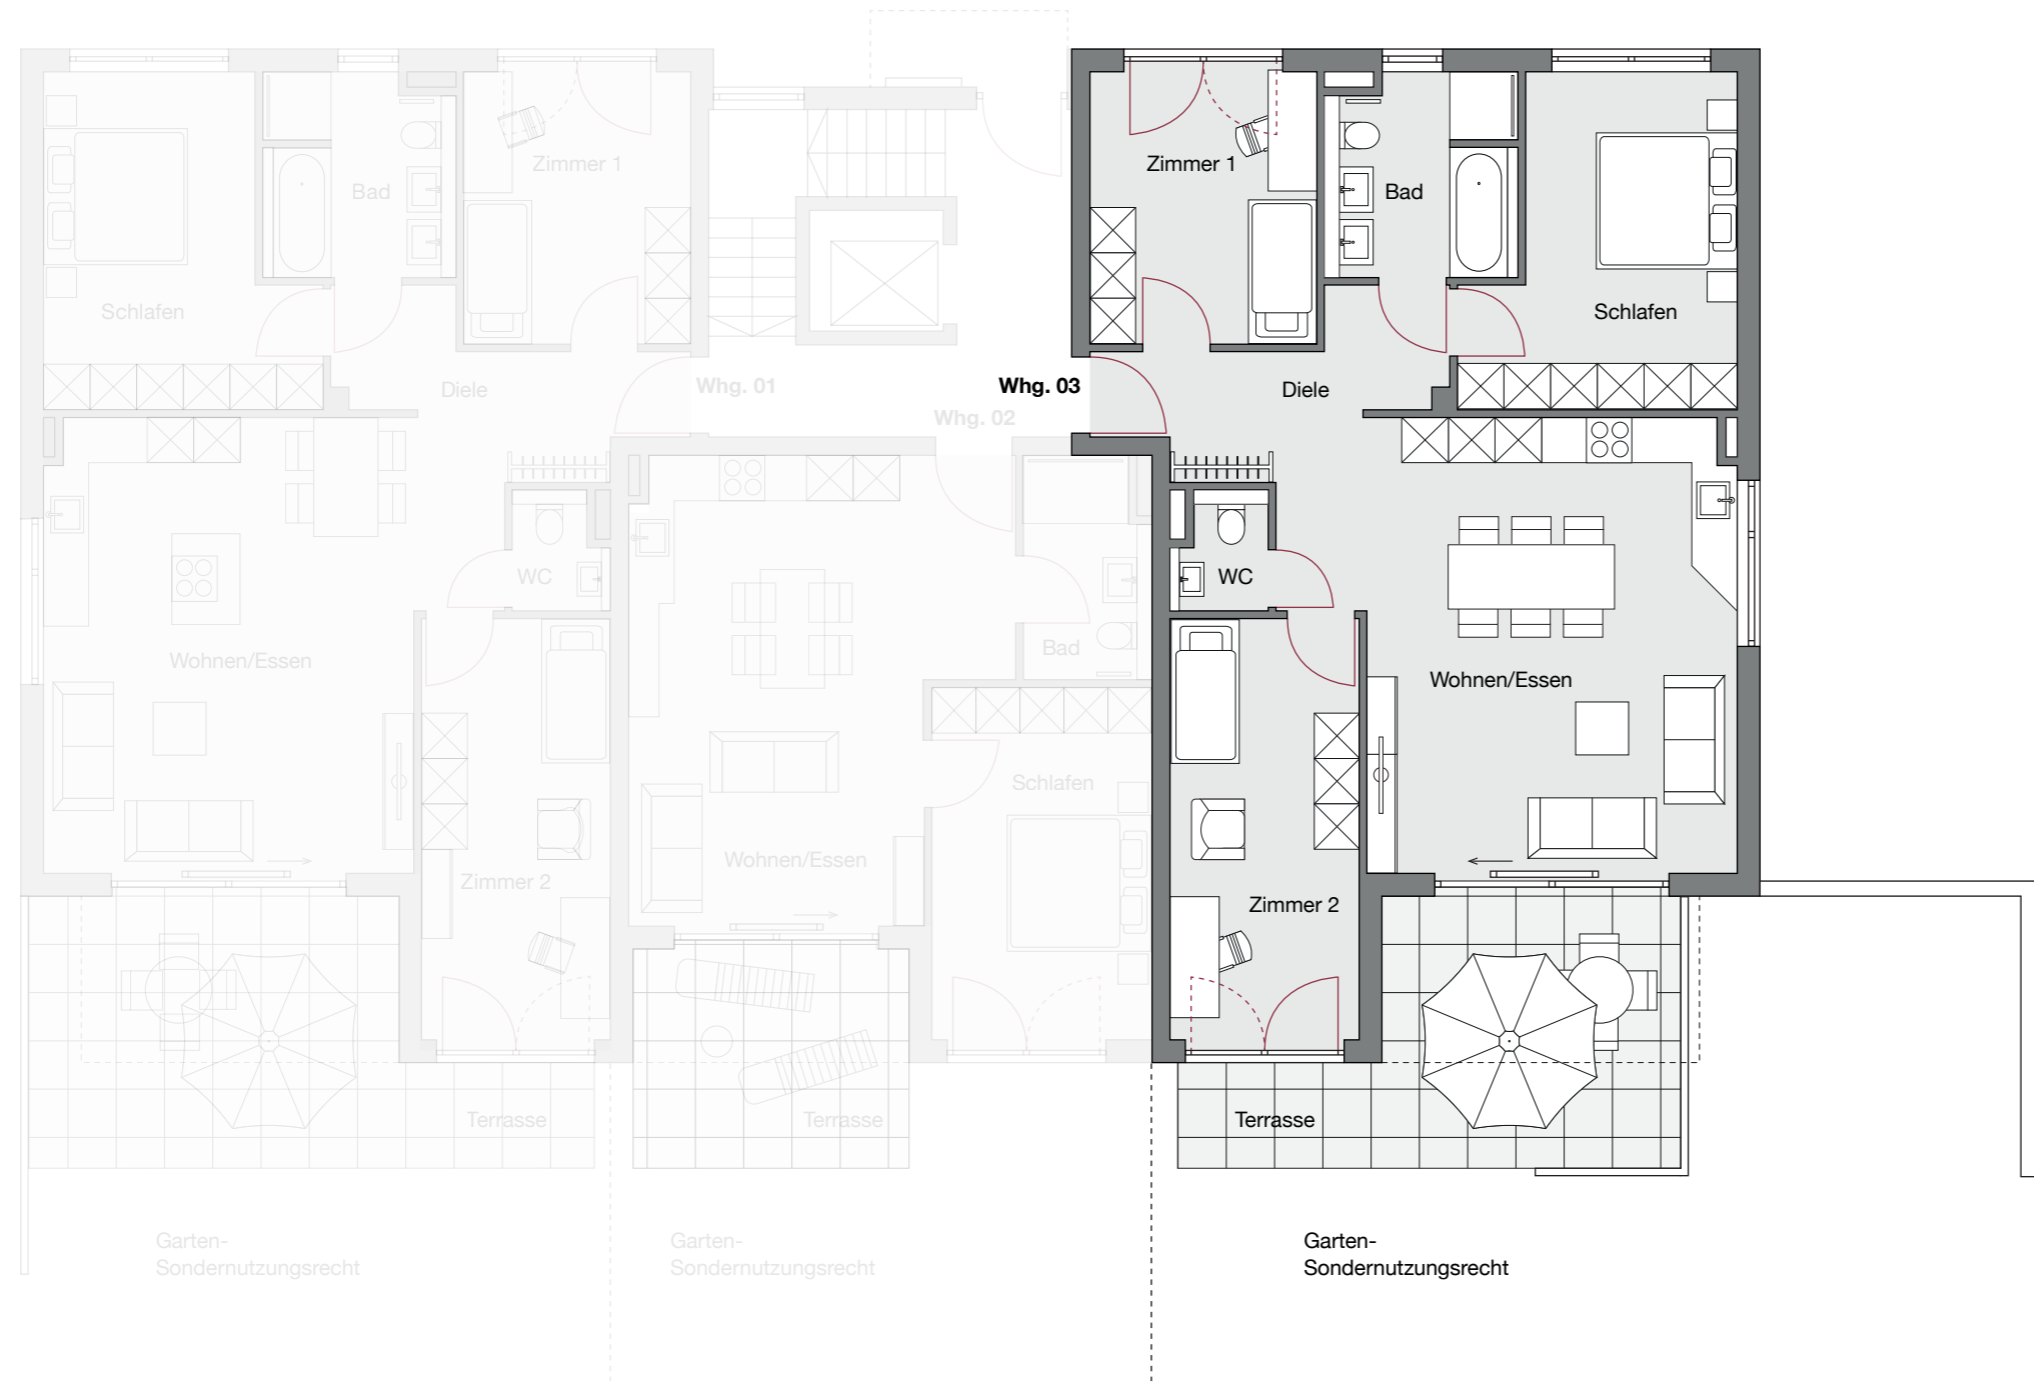 Zimmer 1
Bad
Schlafen
Diele
Whg. 01
Whg. 02
WC
Wohnen/Essen
Zimmer 2
Terrasse
Garten-
Sondernutzungsrecht
Wohnen/Essen
Bad
Schlafen
Terrasse
Garten-
Sondernutzungsrecht
Whg. 03
Zimmer 1
Bad
Schlafen
Diele
WC
Wohnen/Essen
Zimmer 2
Terrasse
Garten-
Sondernutzungsrecht